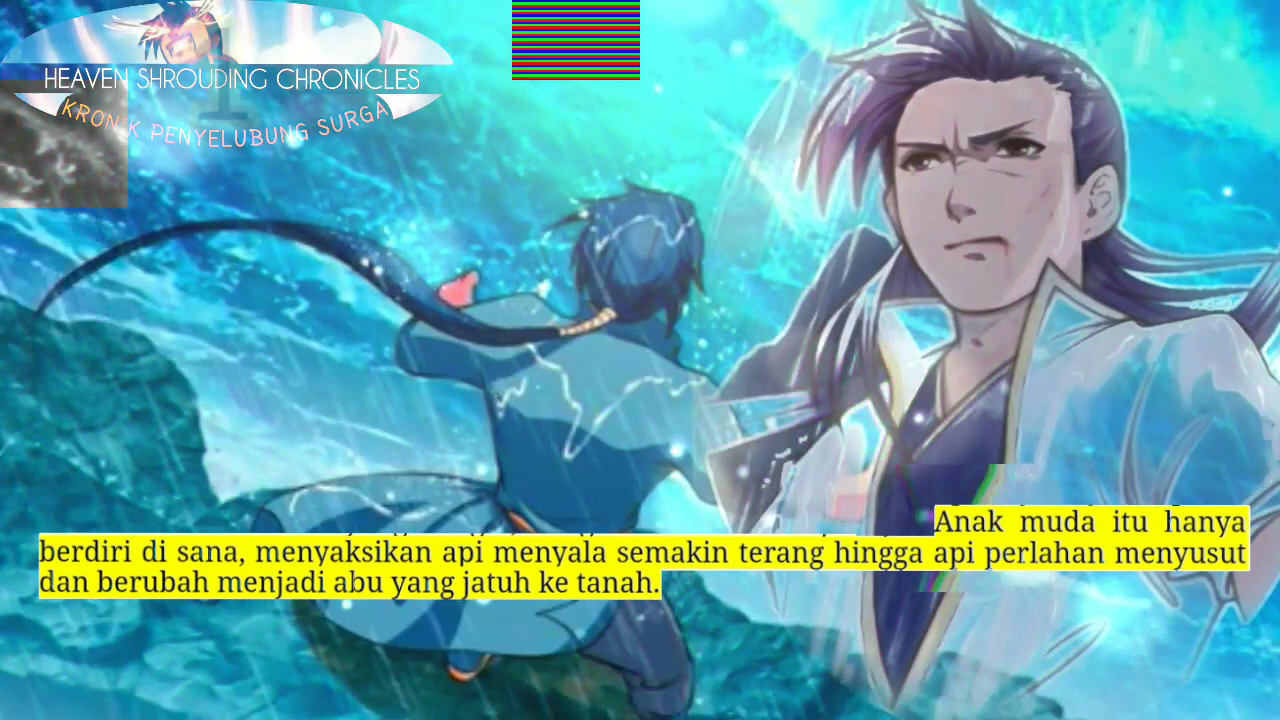 HEAVEN SHROUDING CHRONICLES
KRONIK PENYELUBUNG SURGA
Anak muda itu hanya
berdiri di sana, menyaksikan api menyala semakin terang hingga api perlahan menyusut
dan berubah menjadi abu yang jatuh ke tanah.